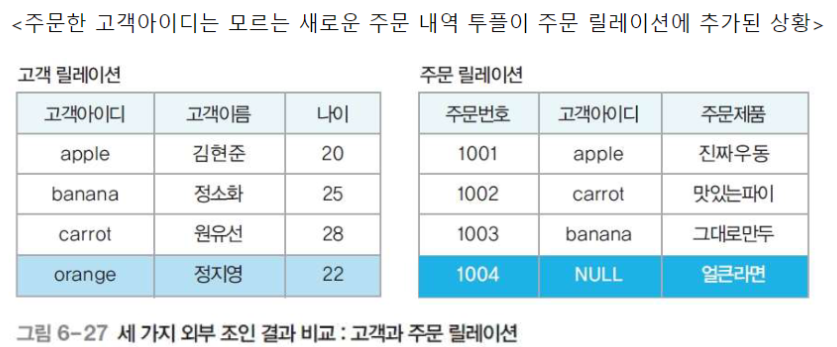 <주문한 고객아이디는 모르는 새로운 주문 내역 투플이 주문 릴레이션에 추가된 상황>
고객 릴레이션
고객아이디 고객이름 나이
apple 김현준 20
banana 정소화 25
carrot 원유선 28
orange 정지영 22
주문 릴레이션
주문번호 고객아이디 주문제품
1001 apple 진짜우동
1002 carrot 맛있는파이
1003 banana 그대로만두
1004 NULL 얼큰라면
그림 6-27 세 가지 외부 조인 결과 비교 : 고객과 주문 릴레이션